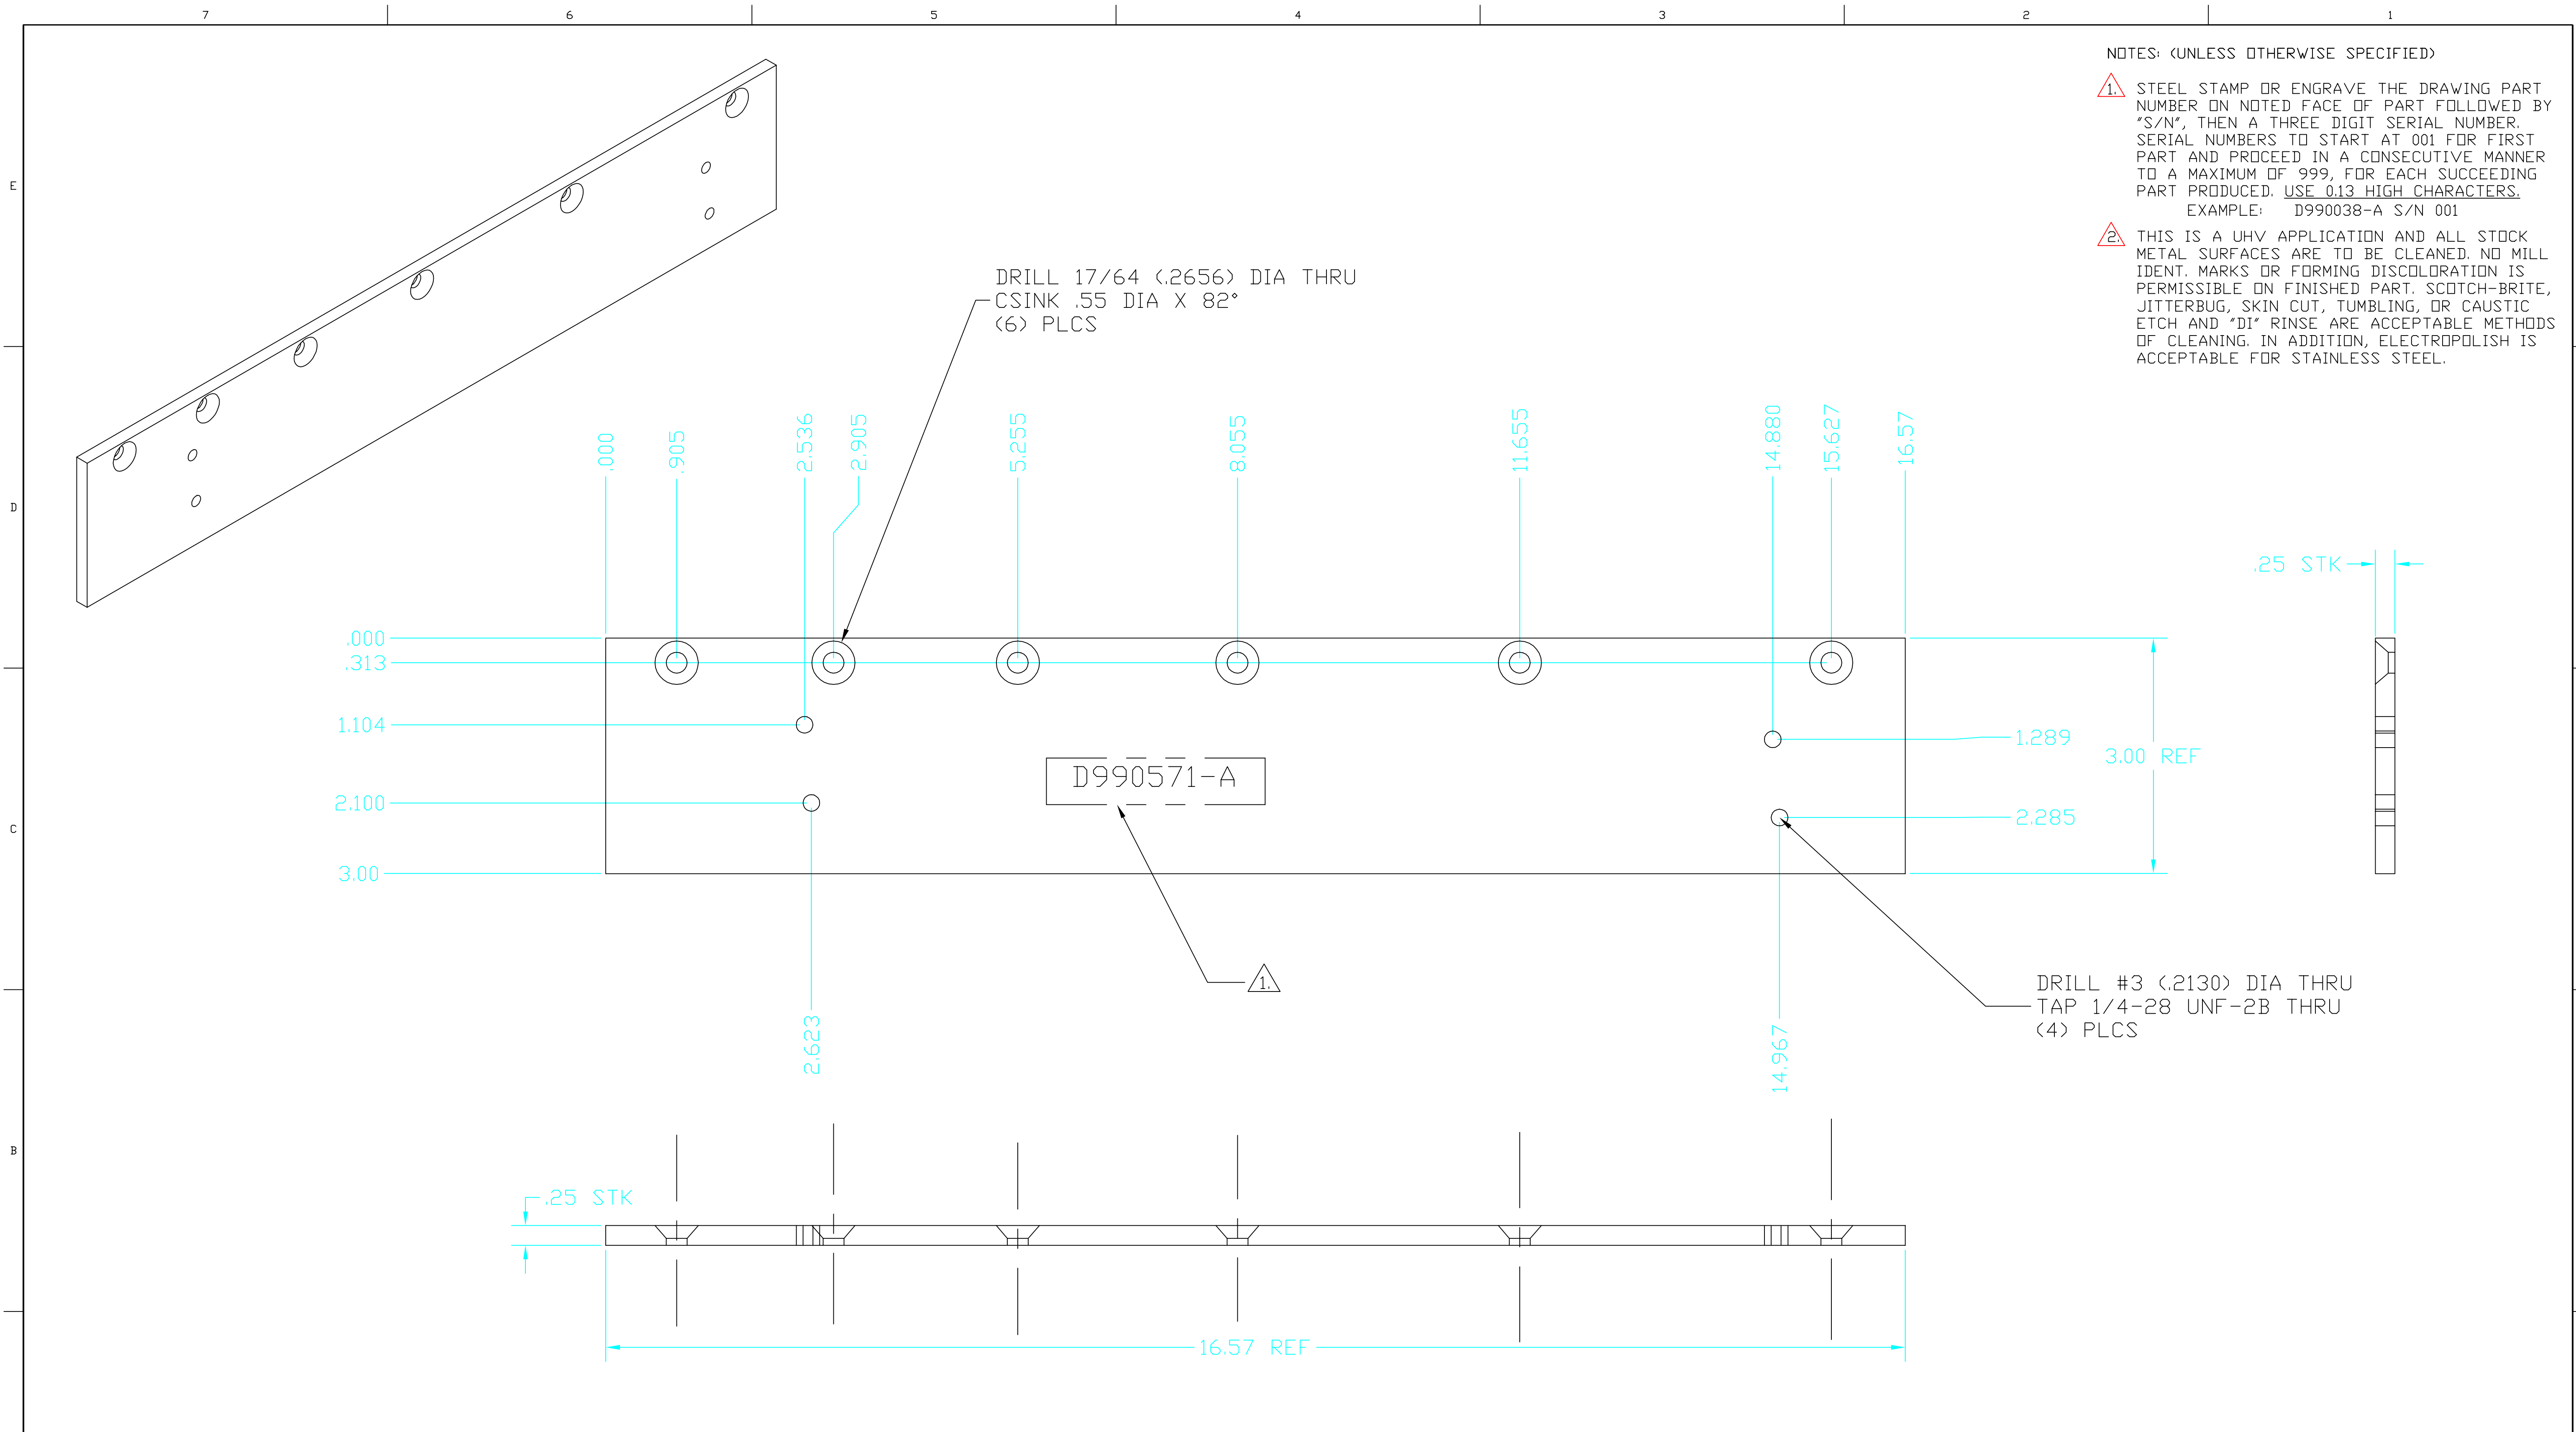 7 6 5 4 3 2 1
NOTES: (UNLESS OTHERWISE SPECIFIED)
1. STEEL STAMP OR ENGRAVE THE DRAWING PART
NUMBER ON NOTED FACE OF PART FOLLOWED BY
"S/N", THEN A THREE DIGIT SERIAL NUMBER.
SERIAL NUMBERS TO START AT 001 FOR FIRST
PART AND PROCEED IN A CONSECUTIVE MANNER
TO A MAXIMUM OF 999, FOR EACH SUCCEEDING
PART PRODUCED. USE 0.13 HIGH CHARACTERS.
EXAMPLE: D990038-A S/N 001
2. THIS IS A UHV APPLICATION AND ALL STOCK
METAL SURFACES ARE TO BE CLEANED. NO MILL
IDENT. MARKS OR FORMING DISCOLORATION IS
PERMISSIBLE ON FINISHED PART. SCOTCH-BRITE,
JITTERBUG, SKIN CUT, TUMBLING, OR CAUSTIC
ETCH AND "DI" RINSE ARE ACCEPTABLE METHODS
OF CLEANING. IN ADDITION, ELECTROPOLISH IS
ACCEPTABLE FOR STAINLESS STEEL.
E
DRILL 17/64 (.2656) DIA THRU
CSINK .55 DIA X 82°
(6) PLCS
.000
.905
2.536
2.905
5.255
8.055
11.655
14.880
15.627
16.57
D
.25 STK
.000
.313
1.104
2.100
3.00
D990571-A
1.289
3.00 REF
2.285
C
1.
DRILL #3 (.2130) DIA THRU
TAP 1/4-28 UNF-2B THRU
(4) PLCS
2.623
14.967
B
.25 STK
16.57 REF